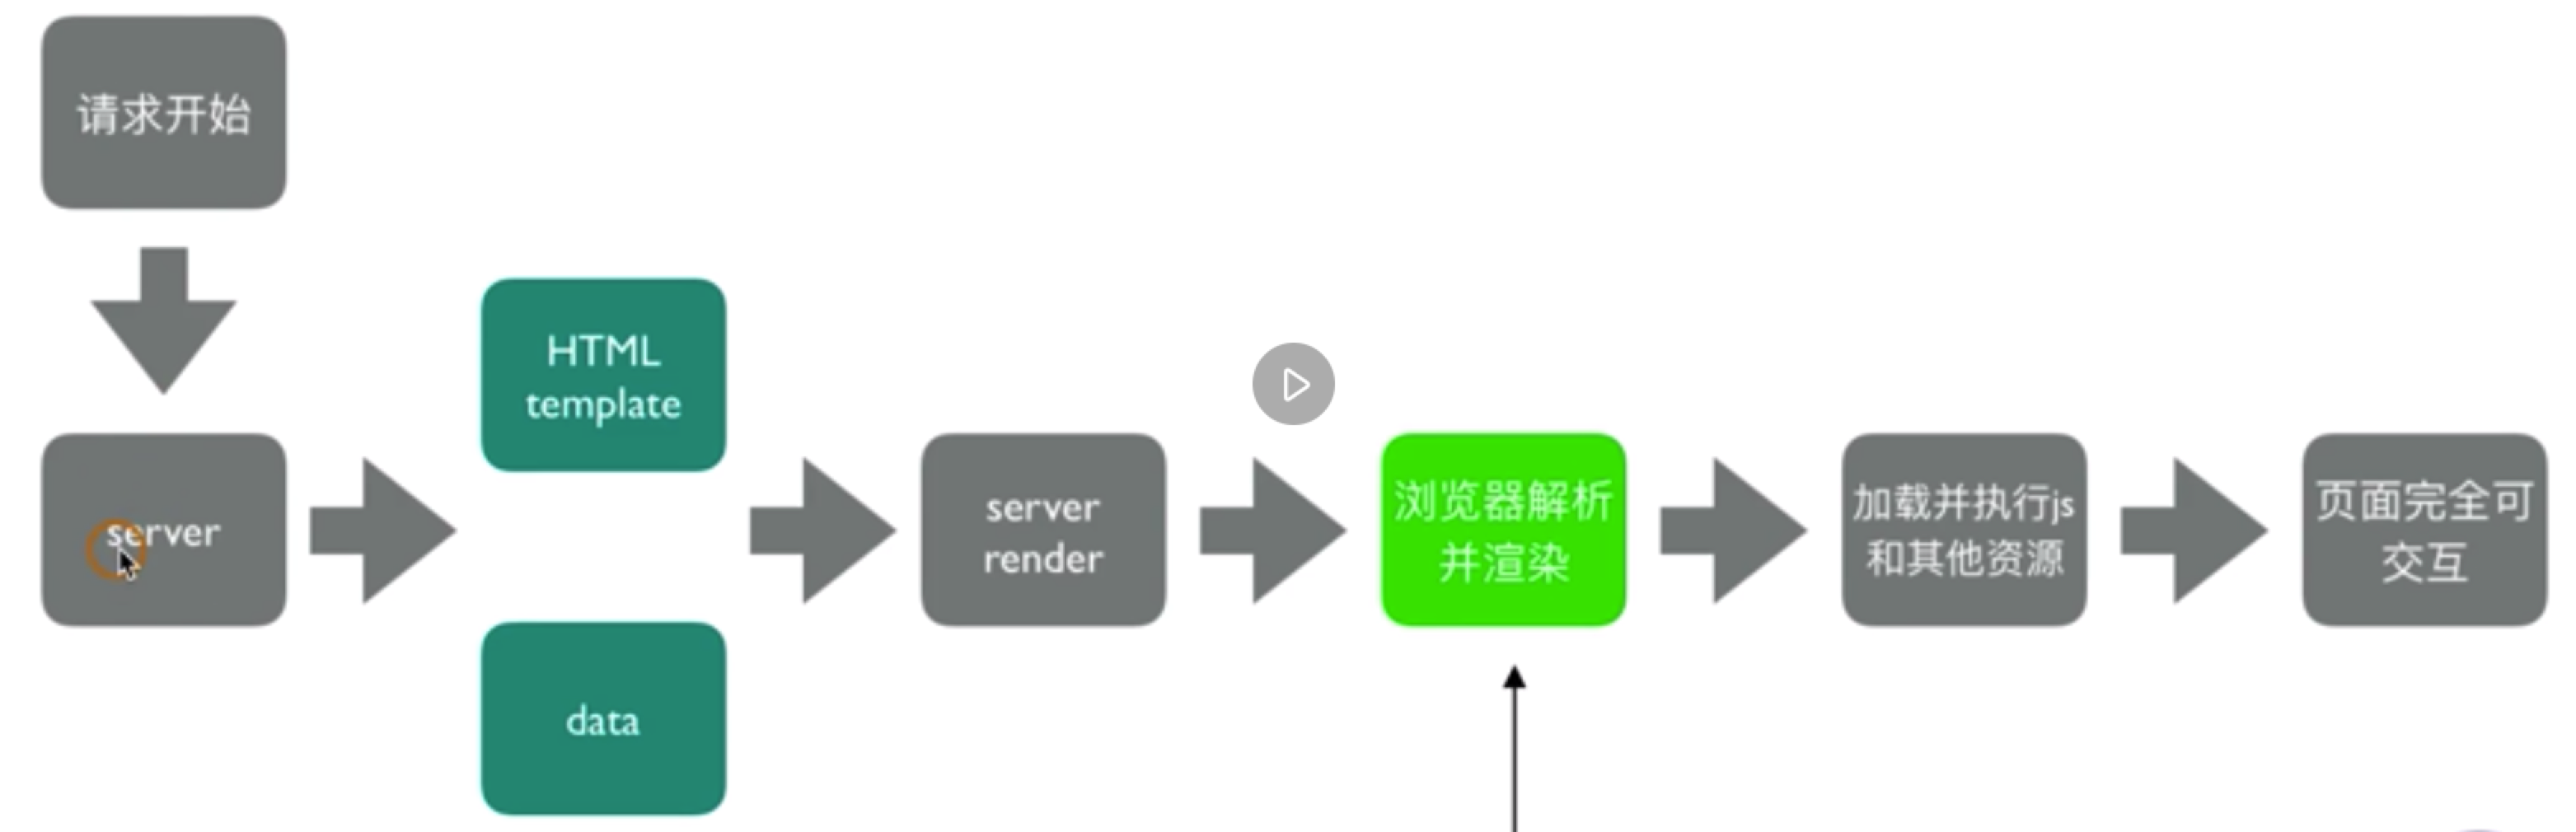 请求开始
server
HTML
template
data
server
render
浏览器解析
并渲染
加载并执行js
和其他资源
页面完全可
交互